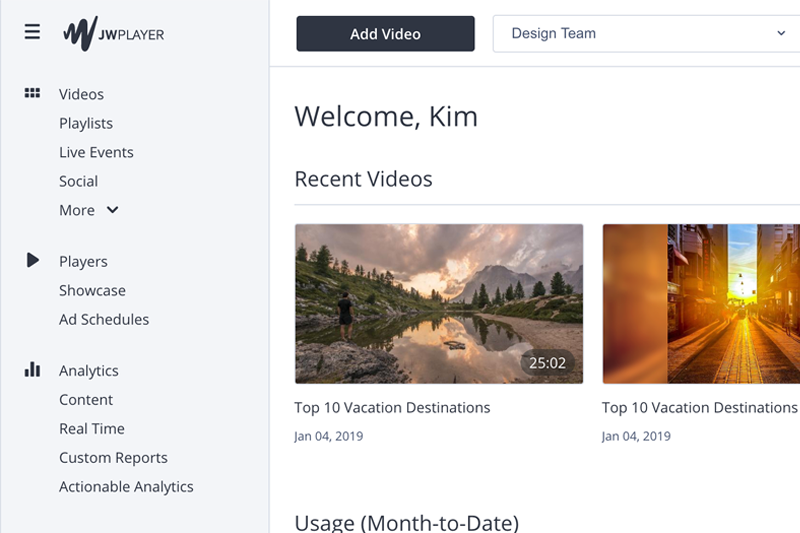 JWPLAYER
Videos
Playlists
Live Events
Social
More
Players
Showcase
Ad Schedules
Analytics
Content
Real Time
Custom Reports
Actionable Analytics
Add Video
Design Team
Welcome, Kim
Recent Videos
25:02
Top 10 Vacation Destinations
Jan 04, 2019
Top 10 Vacation Destinations
Jan 04, 2019
Usage (Month-to-Date)